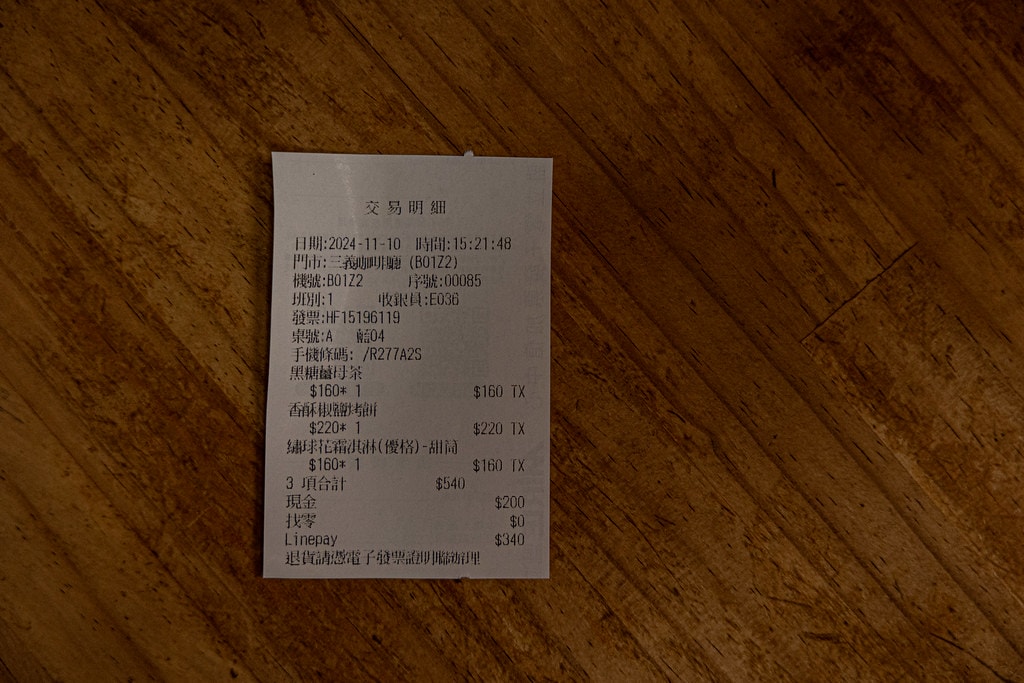 交易明細
日期:2024-11-10 時間:15:21:48
門市:三義咖啡廳 (B01Z2)
機號:B01Z2 序號:00085
班別:1 收銀員:E036
發票:HF15196119
桌號:A 藍04
手機條碼: /R277A2S
黑糖薑母茶
$160* 1 $160 TX
香酥椒鹽烤餅
$220* 1 $220 TX
繡球花霜淇淋(優格)-甜筒
$160* 1 $160 TX
3 項合計 $540
現金 $200
找零 $0
Linepay $340
退貨請憑電子發票證明聯辦理